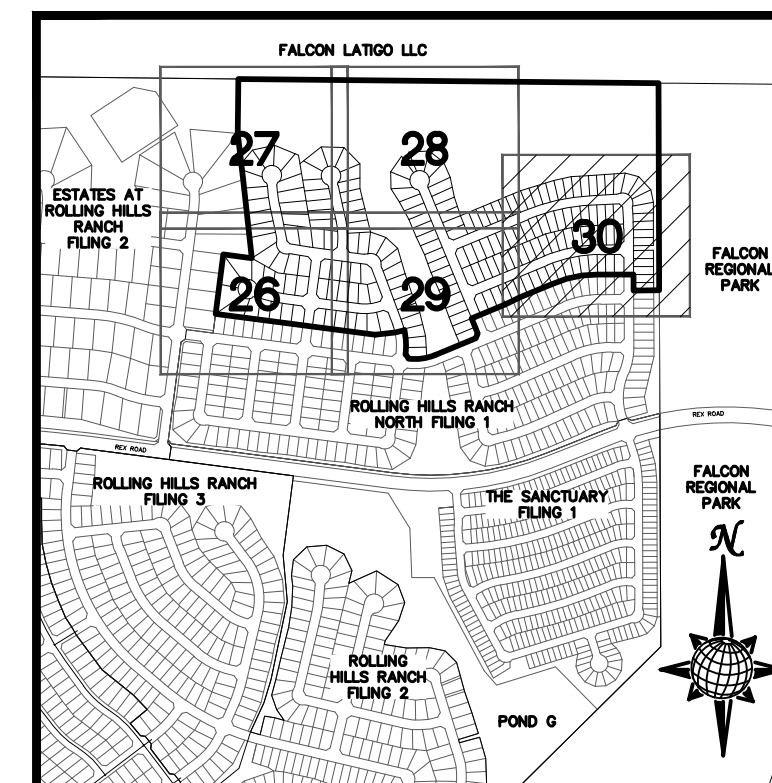 FALCON LATIGO LLC
27
28
ESTATES AT
ROLLING HILLS
RANCH
FILING 2
30
FALCON
REGIONAL
PARK
26
29
ROLLING HILLS RANCH
NORTH FILING 1
REX ROAD
REX ROAD
ROLLING HILLS RANCH
FILING 3
THE SANCTUARY
FILING 1
FALCON
REGIONAL
PARK
N
ROLLING
HILLS RANCH
FILING 2
POND G